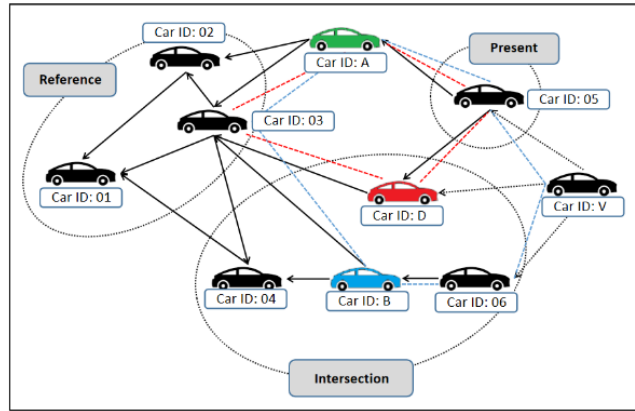 Car ID: 02
Car ID: A
Present
Reference
Car ID: 05
Car ID: 03
Car ID: 01
Car ID: D
Car ID: V
Car ID: 04
Car ID: B
Car ID: 06
Intersection